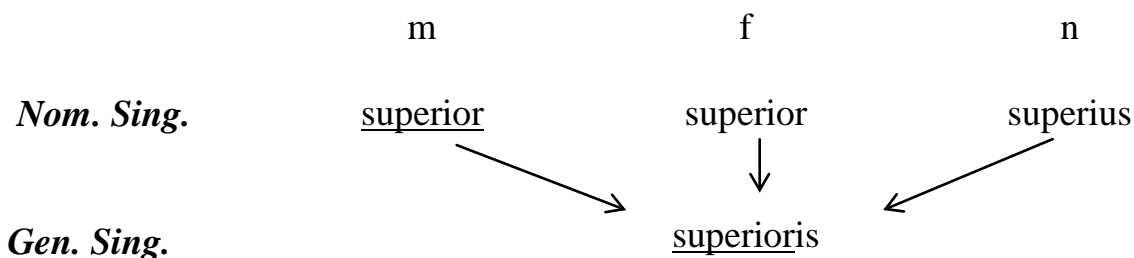 m f n
Nom. Sing. superior superior superius
Gen. Sing. superioris